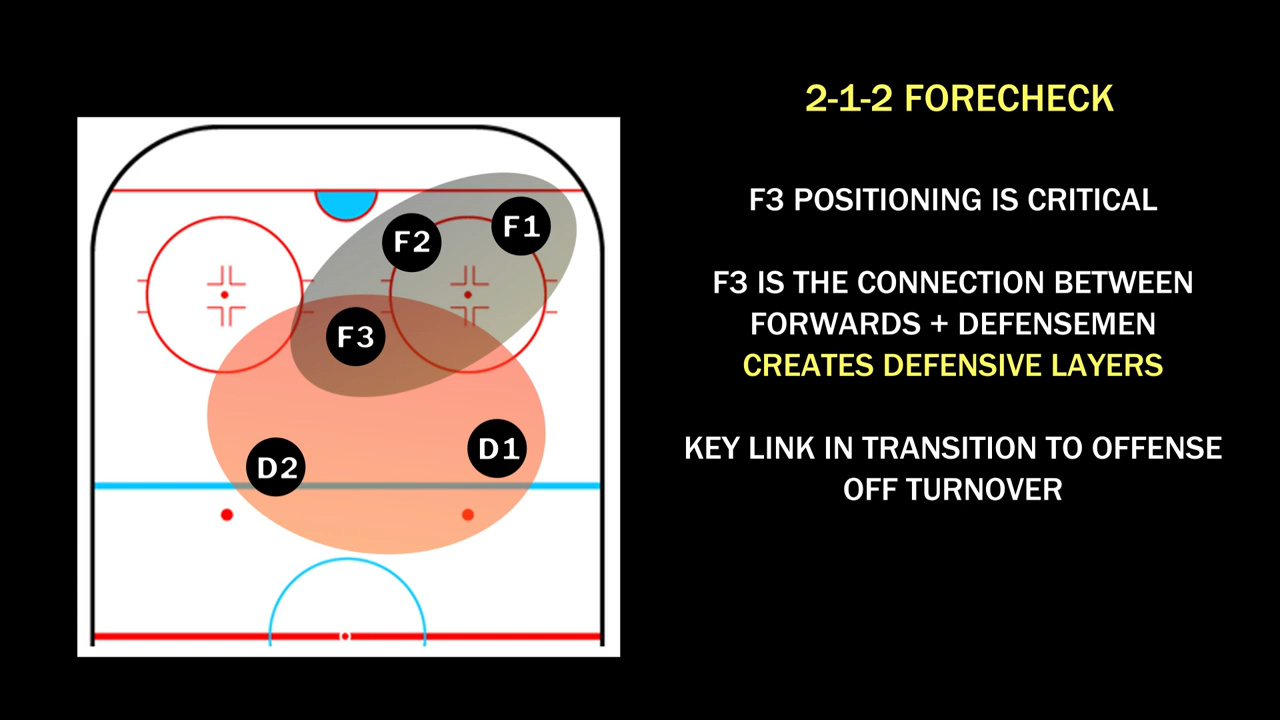 2-1-2 FORECHECK
F3 POSITIONING IS CRITICAL
F3 IS THE CONNECTION BETWEEN
FORWARDS + DEFENSEMEN
CREATES DEFENSIVE LAYERS
KEY LINK IN TRANSITION TO OFFENSE
OFF TURNOVER
F1
F2
F3
D1
D2